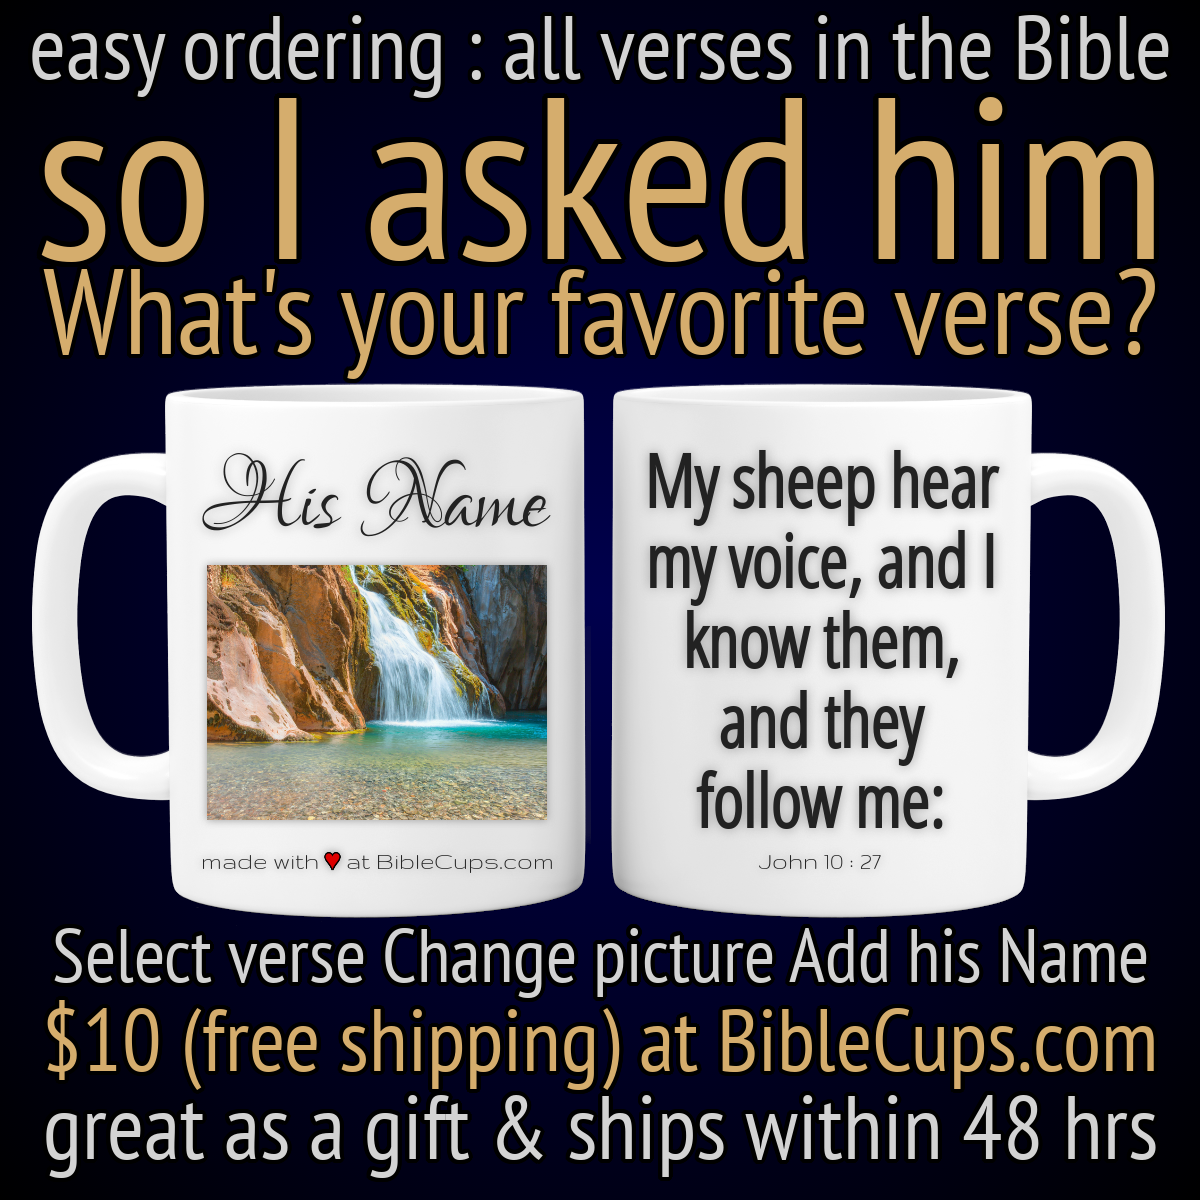 easy ordering : all verses in the Bible
so I asked him
What's your favorite verse?
His Name
made with ♥ at BibleCups.com
My sheep hear
my voice, and I
know them,
and they
follow me:
John 10 : 27
Select verse Change picture Add his Name
$10 (free shipping) at BibleCups.com
great as a gift & ships within 48 hrs